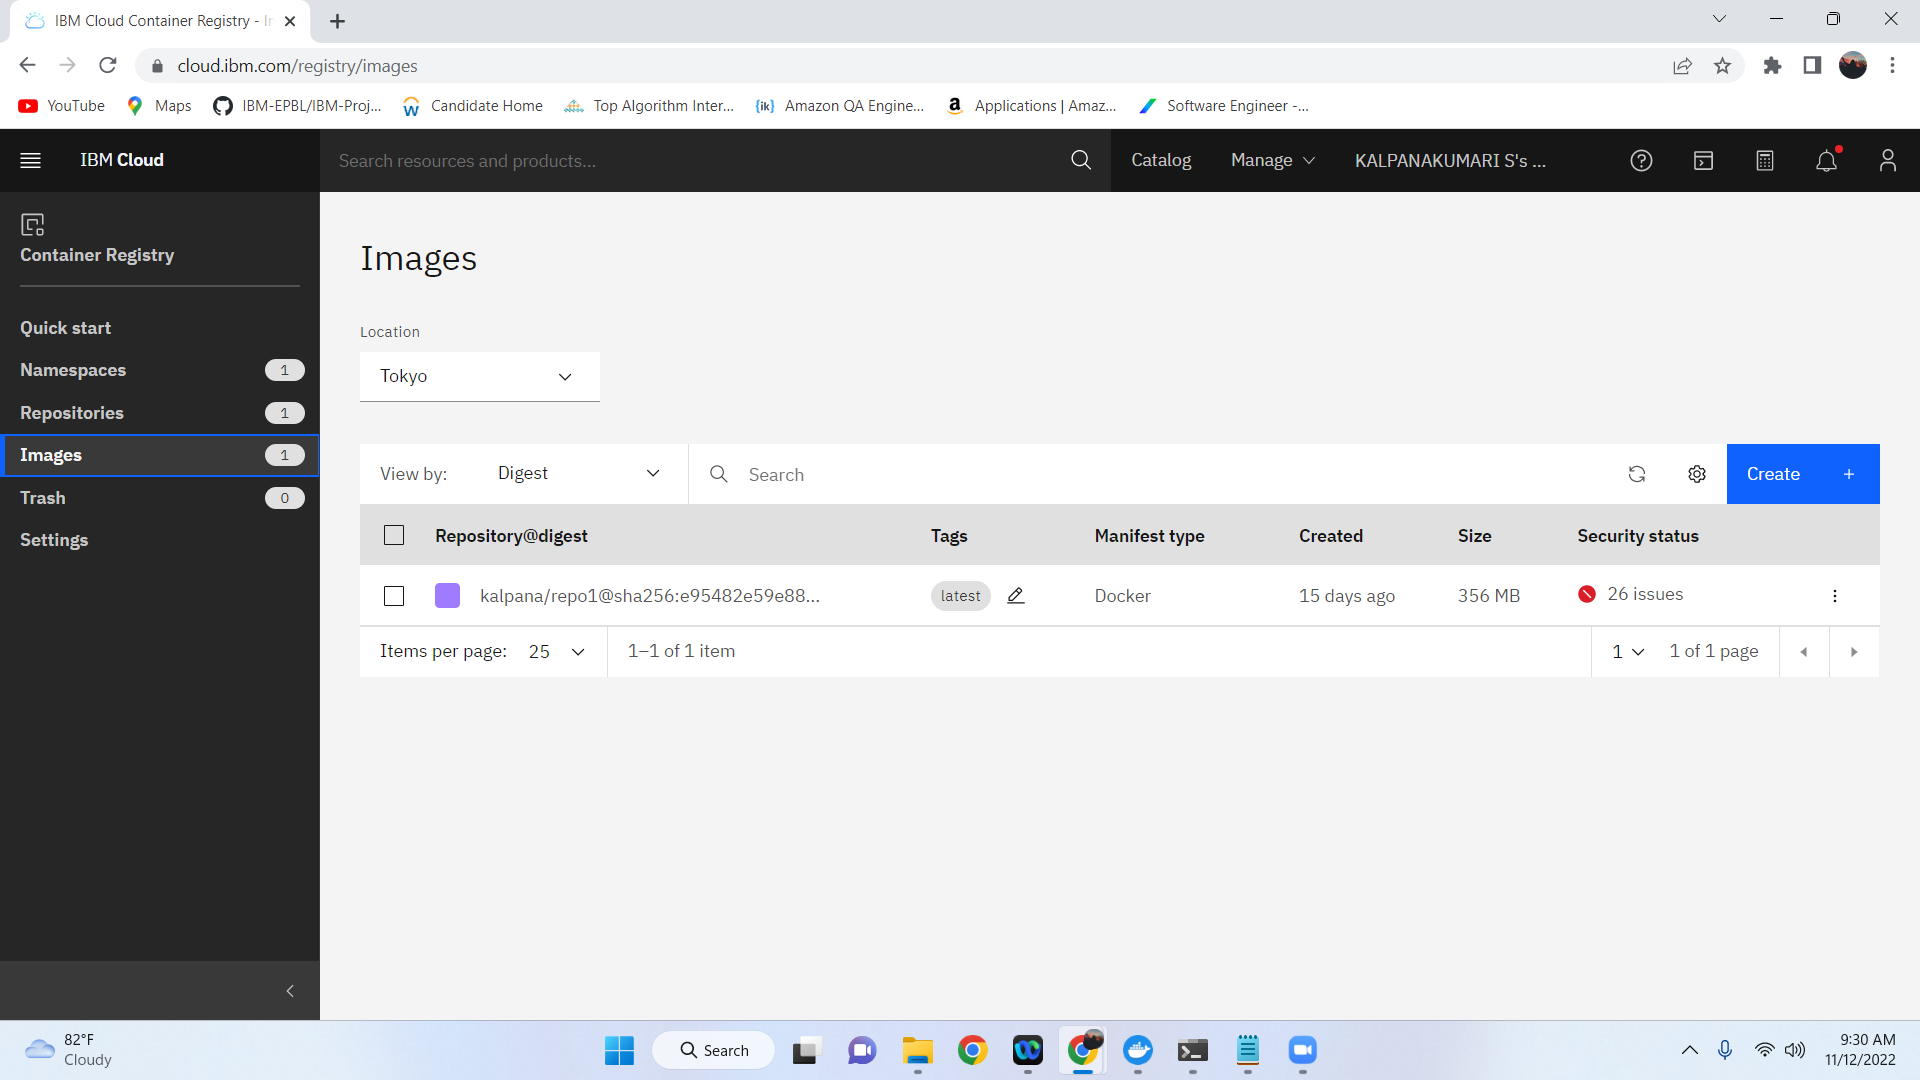 IBM Cloud Container Registry - In
cloud.ibm.com/registry/images
YouTube
Maps
IBM-EPBL/IBM-Proj...
Candidate Home
Top Algorithm Inter...
{ik} Amazon QA Engine...
a Applications | Amaz...
Software Engineer -...
IBM Cloud
Search resources and products...
Catalog
Manage
KALPANAKUMARI S's ...
Container Registry
Quick start
Namespaces 1
Repositories 1
Images 1
Trash 0
Settings
Images
Location
Tokyo
View by: Digest
Search
Create +
Repository@digest Tags Manifest type Created Size Security status
kalpana/repo1@sha256:e95482e59e88... latest Docker 15 days ago 356 MB 26 issues
Items per page: 25 1–1 of 1 item 1 1 of 1 page
82°F
Cloudy
Search
9:30 AM
11/12/2022